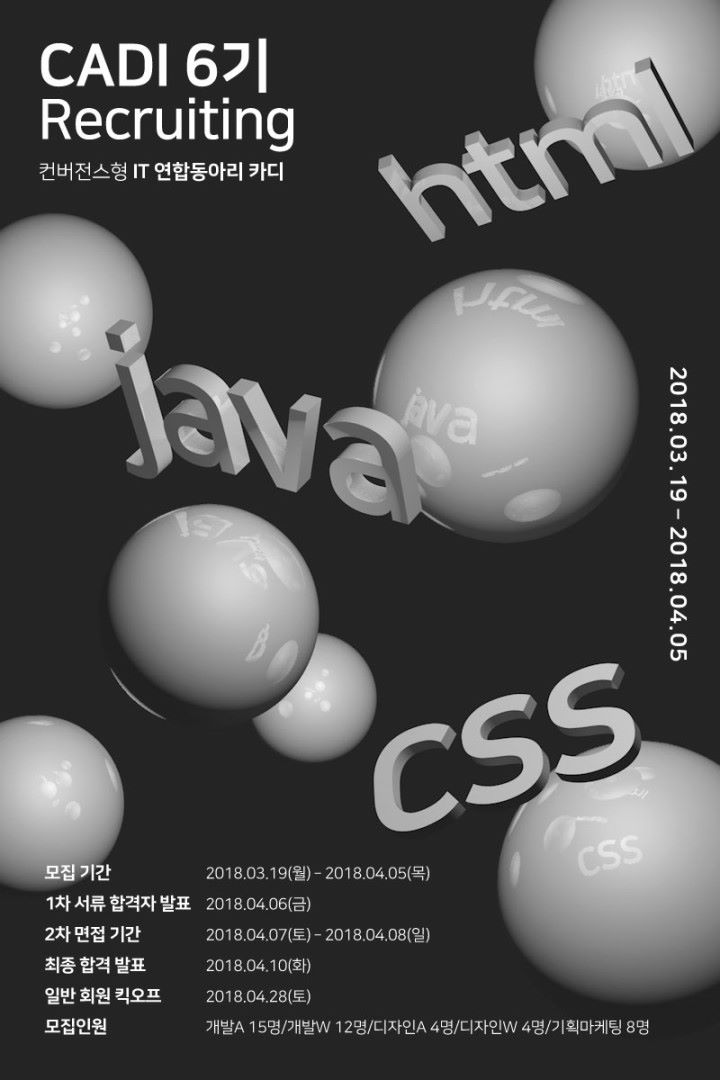 CADI 6기
Recruiting
컨버전스형 IT 연합동아리 카디
html
java
java
css
css
2018.03.19 – 2018.04.05
모집 기간 2018.03.19(월) – 2018.04.05(목)
1차 서류 합격자 발표 2018.04.06(금)
2차 면접 기간 2018.04.07(토) – 2018.04.08(일)
최종 합격 발표 2018.04.10(화)
일반 회원 킥오프 2018.04.28(토)
모집인원 개발A 15명/개발W 12명/디자인A 4명/디자인W 4명/기획마케팅 8명